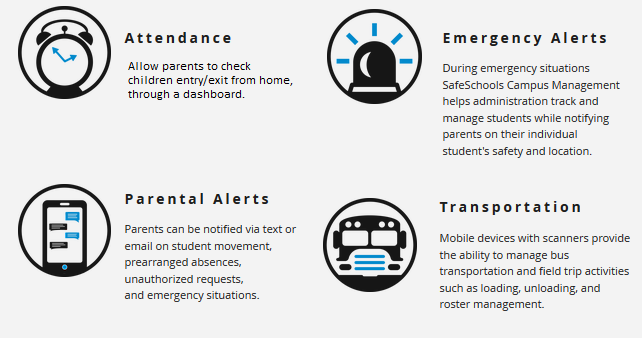 Attendance
Allow parents to check
children entry/exit from home,
through a dashboard.
Emergency Alerts
During emergency situations
SafeSchools Campus Management
helps administration track and
manage students while notifying
parents on their individual
student's safety and location.
Parental Alerts
Parents can be notified via text or
email on student movement,
prearranged absences,
unauthorized requests,
and emergency situations.
Transportation
Mobile devices with scanners provide
the ability to manage bus
transportation and field trip activities
such as loading, unloading, and
roster management.